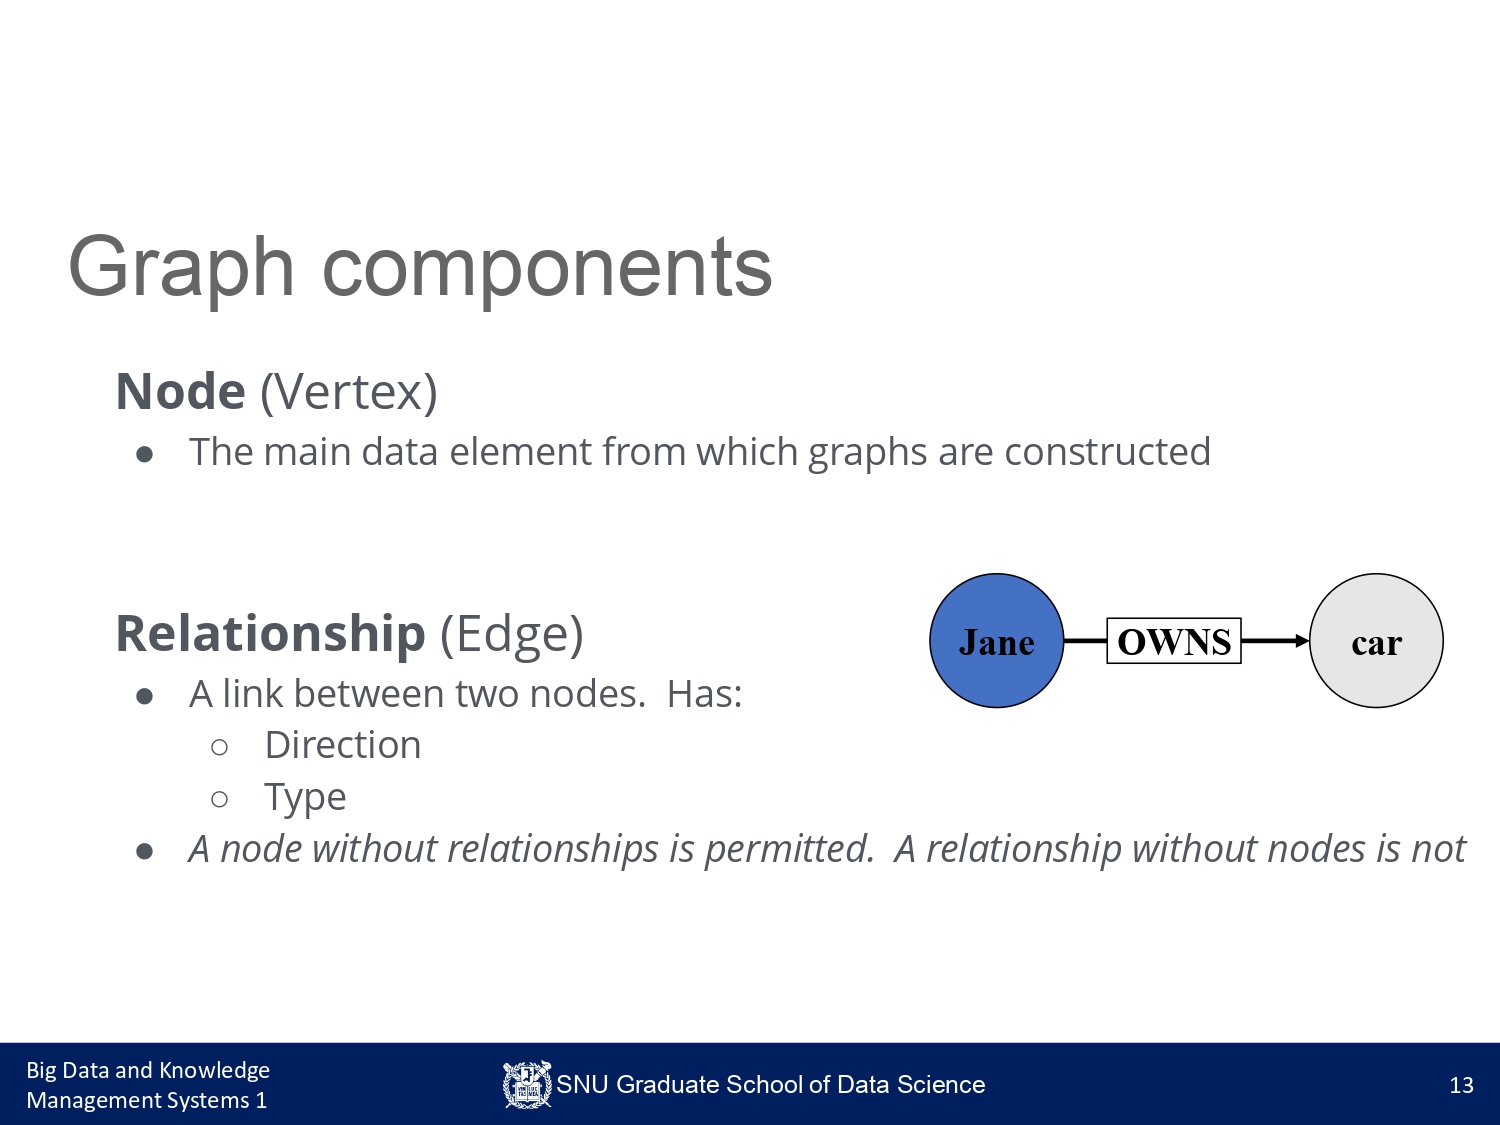 Graph components
Node (Vertex)
● The main data element from which graphs are constructed
Relationship (Edge)
● A link between two nodes.  Has:
○ Direction
○ Type
● A node without relationships is permitted.  A relationship without nodes is not
Jane OWNS car
Big Data and Knowledge
Management Systems 1
SNU Graduate School of Data Science
13